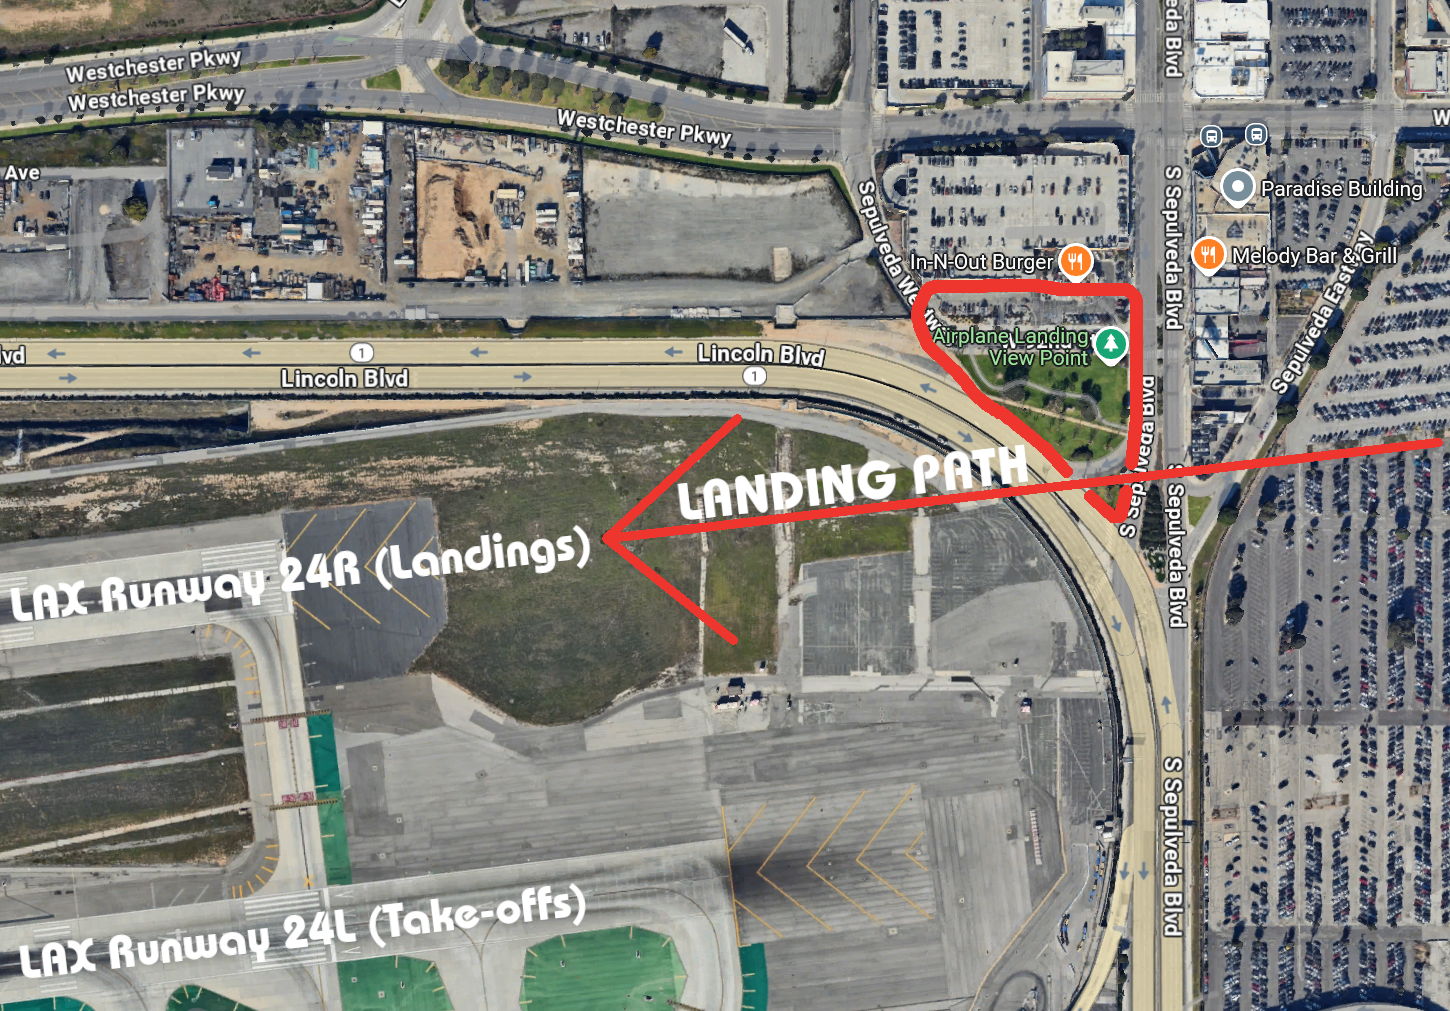 Westchester Pkwy
Westchester Pkwy
Westchester Pkwy
W
Ave
eda Blvd
S Sepulveda Blvd
Paradise Building
Sepulveda Westway
In-N-Out Burger
Melody Bar & Grill
Sepulveda Eastway
Airplane Landing
View Point
lvd
1
Lincoln Blvd
Lincoln Blvd
1
S Sepulveda Blvd
LANDING PATH
LAX Runway 24R (Landings)
S Sepulveda Blvd
S Sepulveda Blvd
LAX Runway 24L (Take-offs)